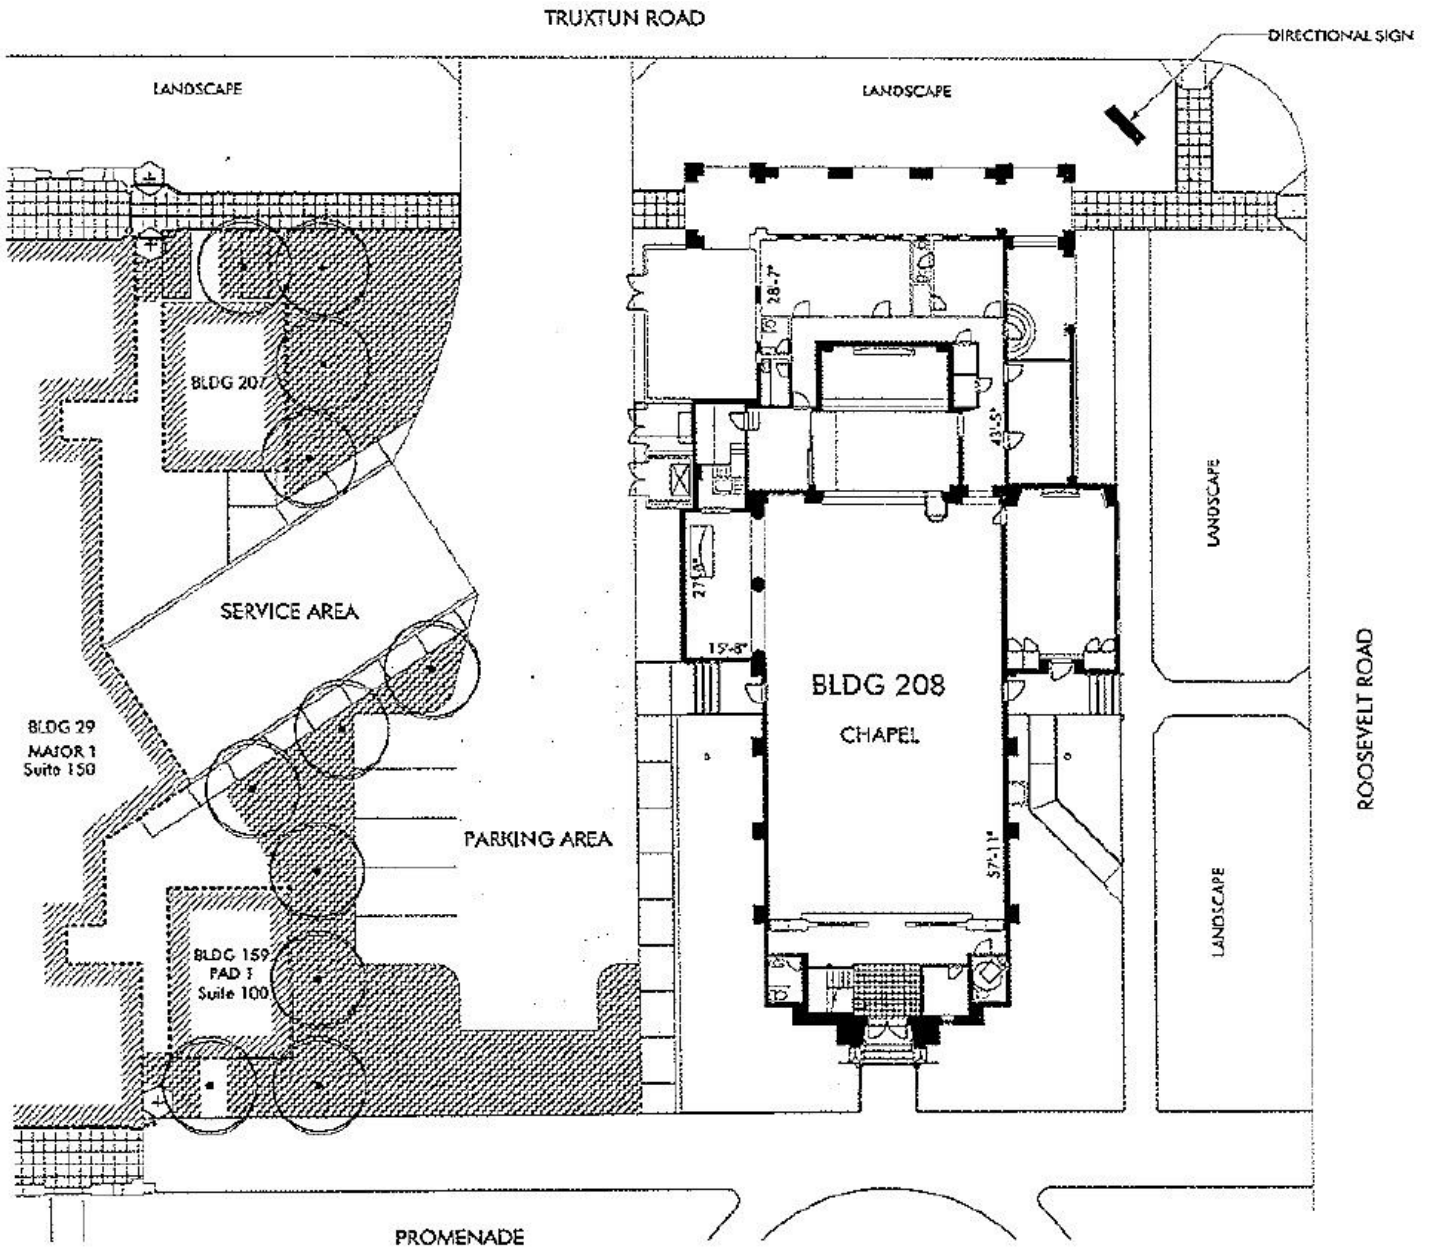 TRUXTUN ROAD
DIRECTIONAL SIGN
LANDSCAPE
LANDSCAPE
28'-7"
BLDG 207
43'-5"
LANDSCAPE
SERVICE AREA
15'-8"
BLDG 208
CHAPEL
ROOSEVELT ROAD
BLDG 29
MAJOR 1
Suite 150
PARKING AREA
57'-11"
LANDSCAPE
BLDG 159
PAD 1
Suite 100
PROMENADE